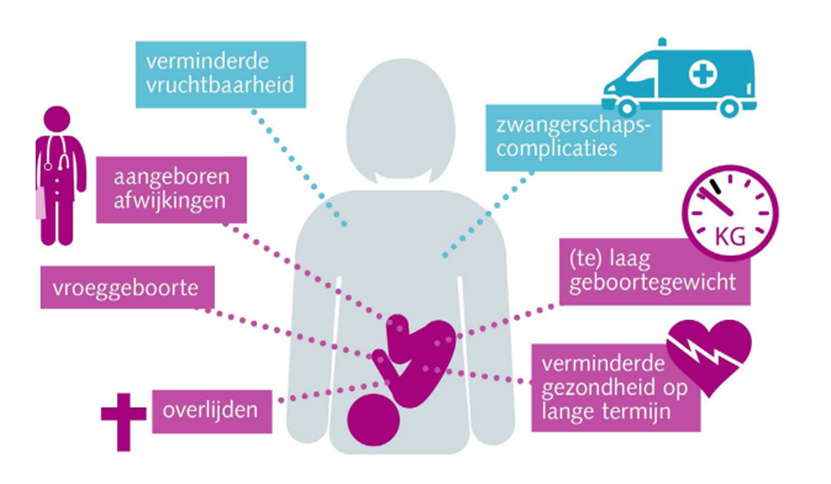 verminderde
vruchtbaarheid
zwangerschaps-
complicaties
aangeboren
afwijkingen
KG
(te) laag
geboortegewicht
vroeggeboorte
verminderde
gezondheid op
lange termijn
overlijden